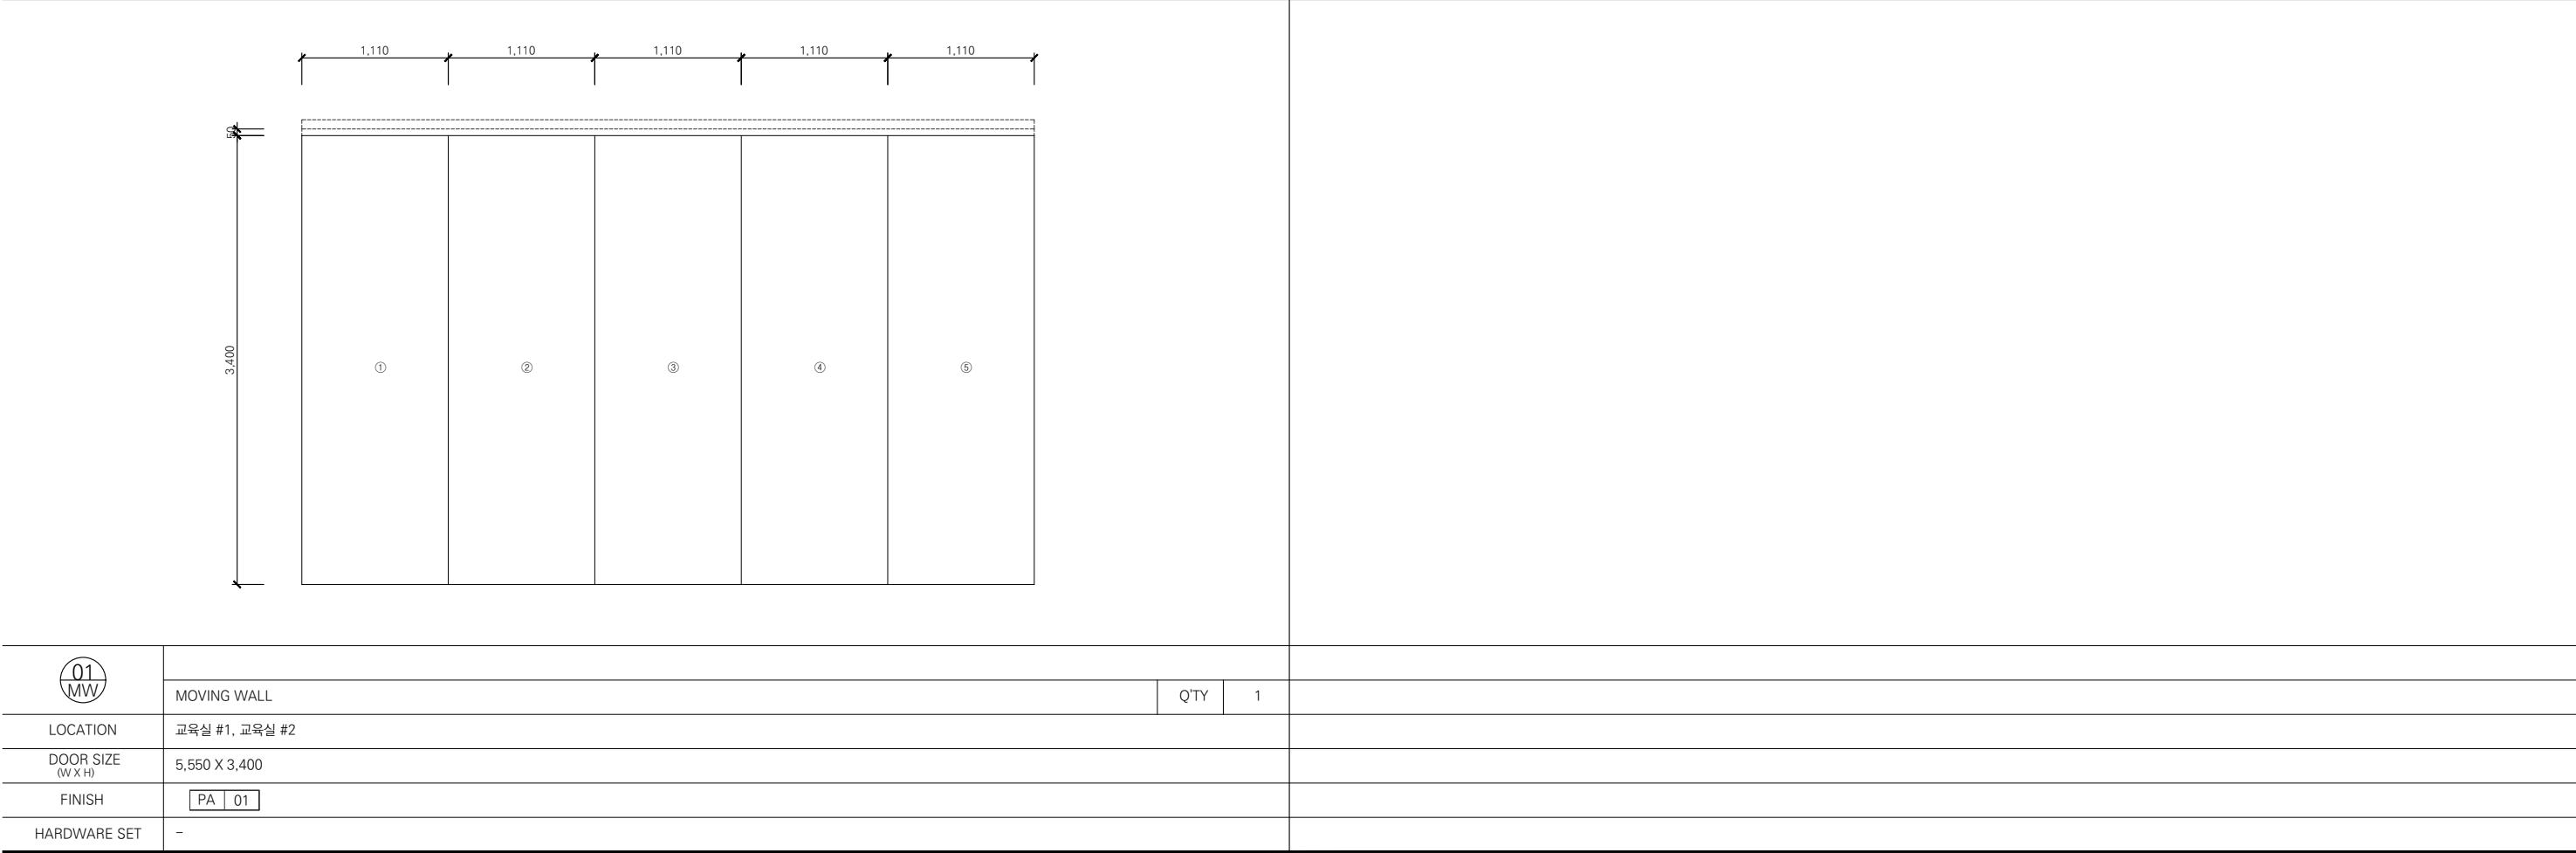 1,110 1,110 1,110 1,110 1,110
50
3,400
① ② ③ ④ ⑤
01
MW
MOVING WALL Q'TY 1
LOCATION 교육실 #1, 교육실 #2
DOOR SIZE
(W X H)
5,550 X 3,400
FINISH PA 01
HARDWARE SET -